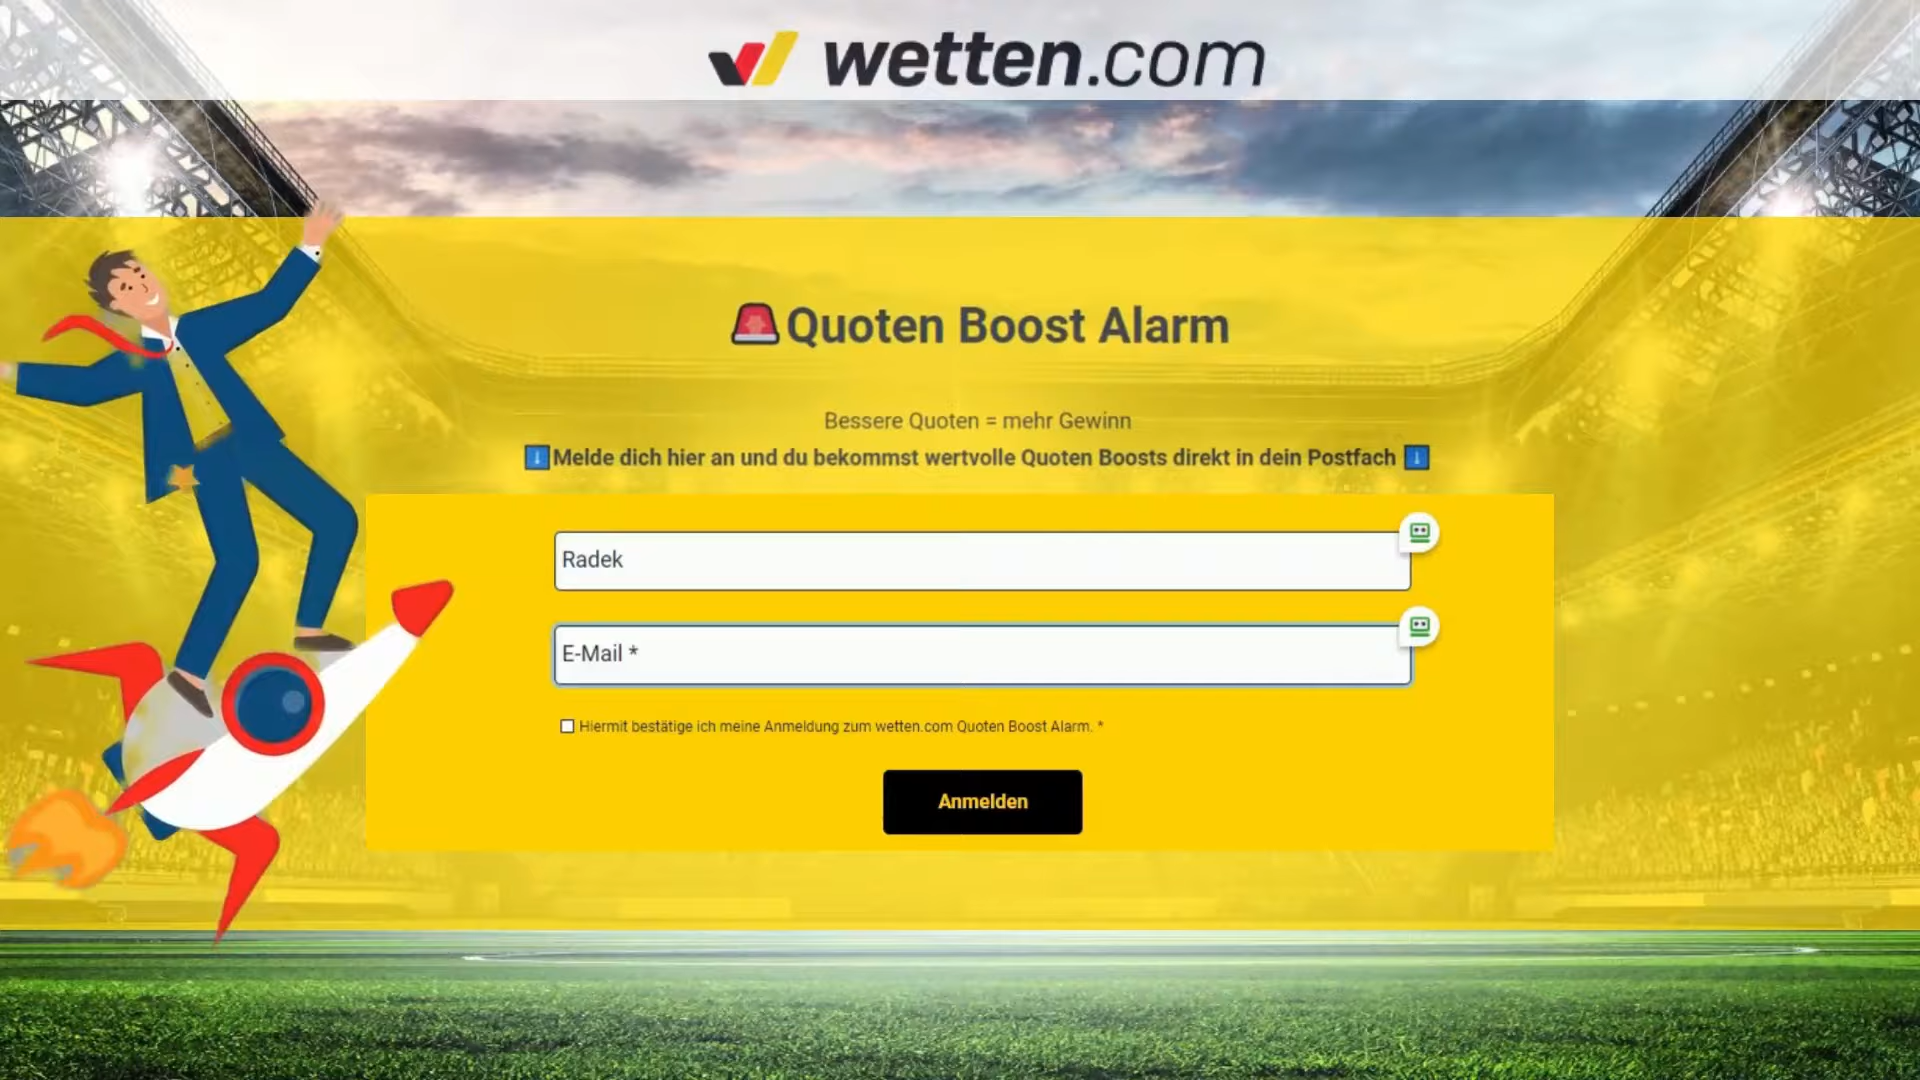 wetten.com
Quoten Boost Alarm
Bessere Quoten = mehr Gewinn
Melde dich hier an und du bekommst wertvolle Quoten Boosts direkt in dein Postfach
Radek
E-Mail *
Hiermit bestätige ich meine Anmeldung zum wetten.com Quoten Boost Alarm. *
Anmelden